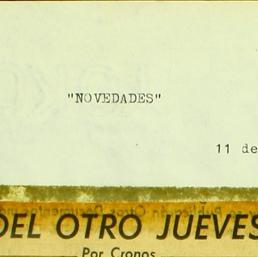 "NOVEDADES"
11 de
DEL OTRO JUEVES
Por Cronos